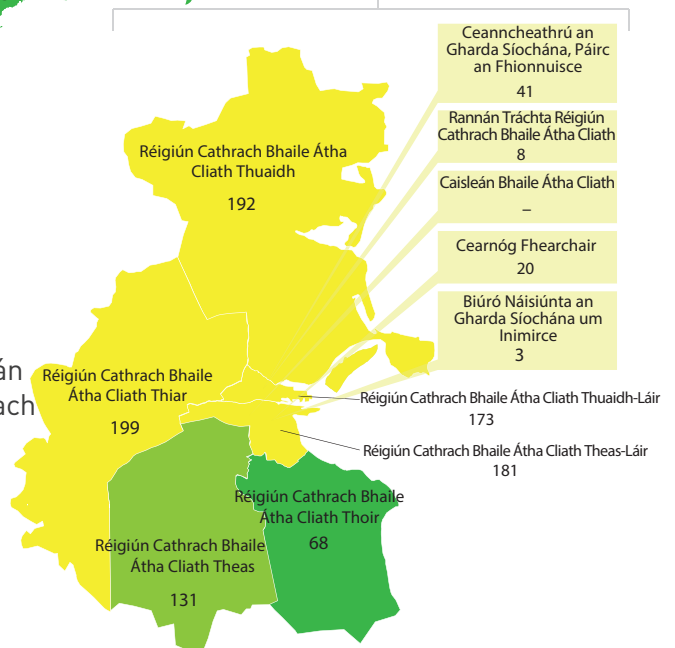 Ceanncheathrú an
Gharda Síochána, Páirc
an Fhionnuisce
41
Rannán Tráchta Réigiún
Cathrach Bhaile Átha Cliath
8
Caisleán Bhaile Átha Cliath
–
Cearnóg Fhearchair
20
Biúró Náisiúnta an
Gharda Síochána um
Inimirce
3
Réigiún Cathrach Bhaile Átha
Cliath Thuaidh
192
án
ach
Réigiún Cathrach Bhaile
Átha Cliath Thiar
199
Réigiún Cathrach Bhaile Átha Cliath Thuaidh-Láir
173
Réigiún Cathrach Bhaile Átha Cliath Theas-Láir
181
Réigiún Cathrach Bhaile
Átha Cliath Thoir
68
Réigiún Cathrach Bhaile
Átha Cliath Theas
131